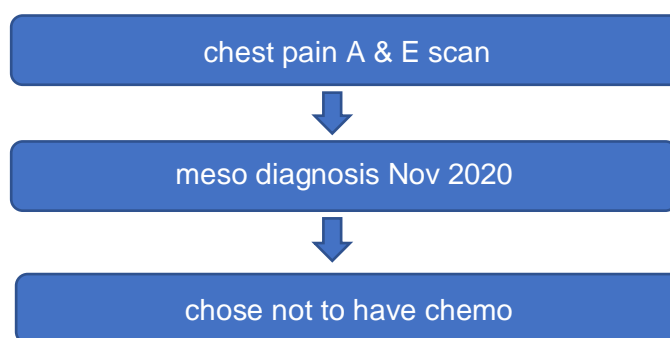 chest pain A & E scan
meso diagnosis Nov 2020
chose not to have chemo